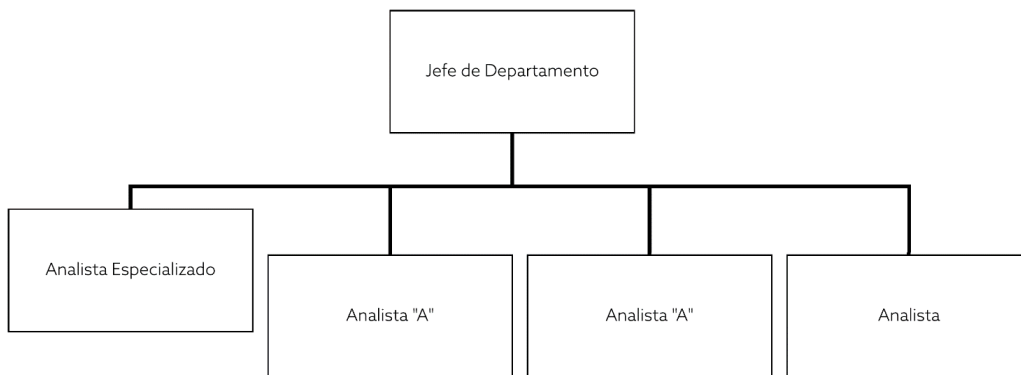 Jefe de Departamento
Analista Especializado
Analista "A"
Analista "A"
Analista